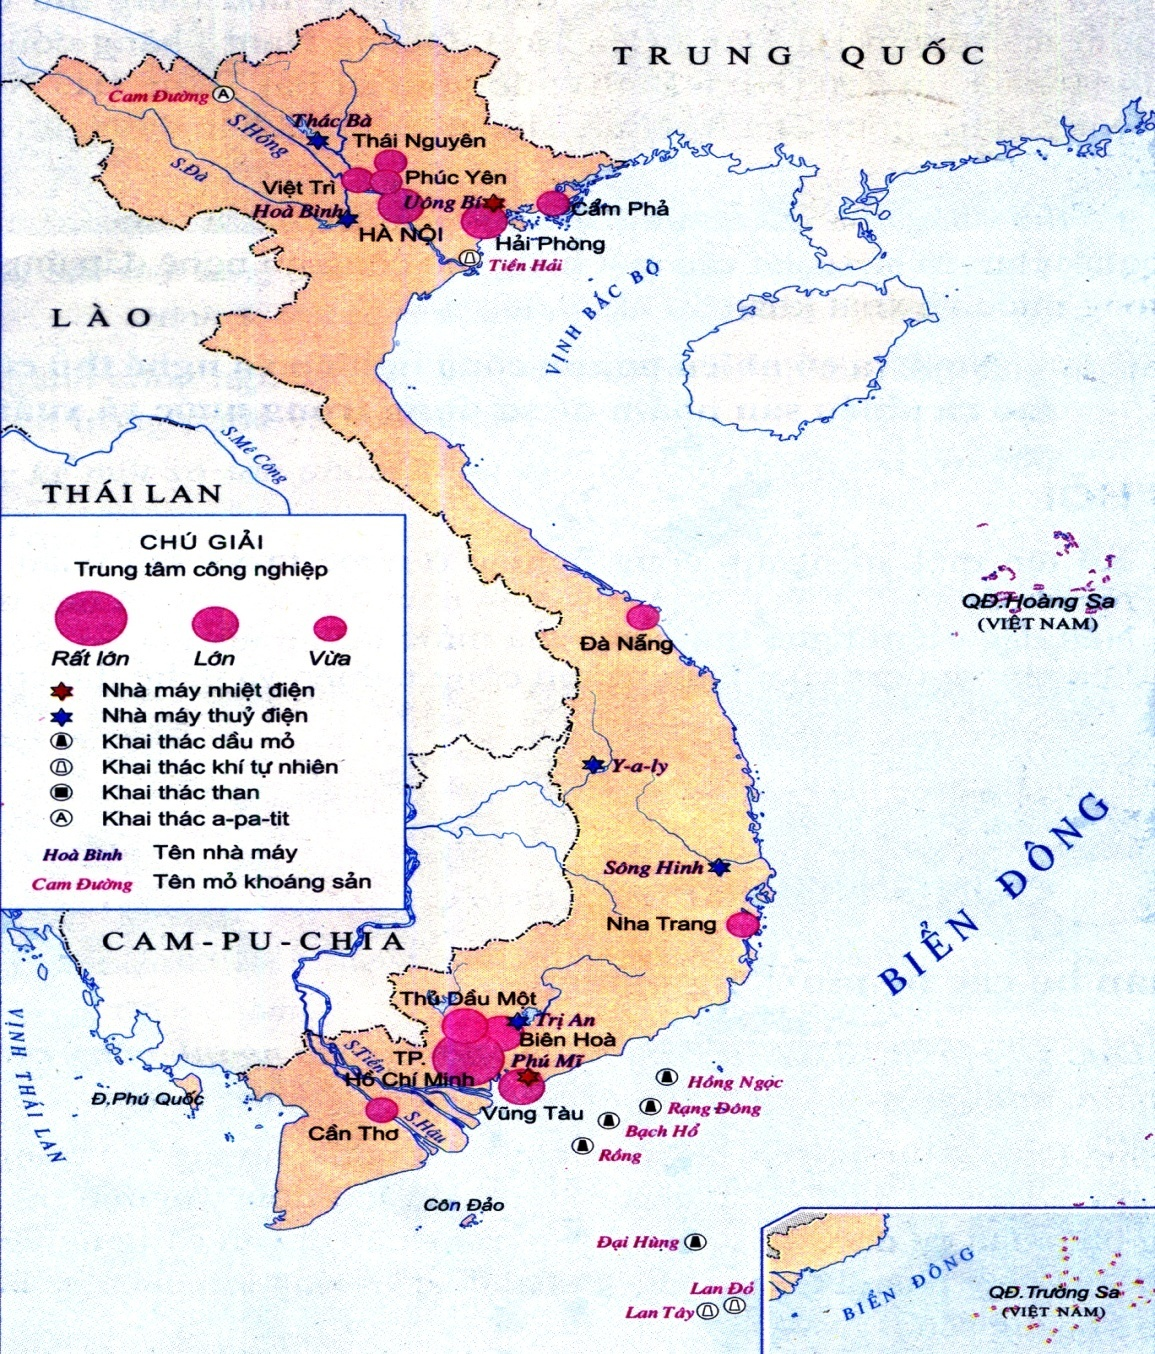 TRUNG QUỐC
Cam Đường
A
S.Hồng
Thác Bà
Thái Nguyên
S.Đà
Việt Trì
Phúc Yên
Hoà Bình
Uông Bí
Cẩm Phả
HÀ NỘI
Hải Phòng
Tiền Hải
VỊNH BẮC BỘ
LÀO
S.Mê Công
THÁI LAN
CHÚ GIẢI
Trung tâm công nghiệp
Rất lớn
Lớn
Vừa
Nhà máy nhiệt điện
Nhà máy thuỷ điện
Khai thác dầu mỏ
Khai thác khí tự nhiên
Khai thác than
A Khai thác a-pa-tit
Hoà Bình Tên nhà máy
Cam Đường Tên mỏ khoáng sản
QĐ.Hoàng Sa
(VIỆT NAM)
Đà Nẵng
Y-a-ly
Sông Hinh
Nha Trang
BIỂN ĐÔNG
CAM-PU-CHIA
Thủ Dầu Một
Trị An
Biên Hoà
TP.
Hồ Chí Minh
Phú Mĩ
S.Tiền
Vũng Tàu
VỊNH THÁI LAN
Đ.Phú Quốc
Cần Thơ
S.Hậu
Hồng Ngọc
Rạng Đông
Bạch Hổ
Rồng
Côn Đảo
Đại Hùng
Lan Đỏ
Lan Tây
BIỂN ĐÔNG
QĐ.Trường Sa
(VIỆT NAM)